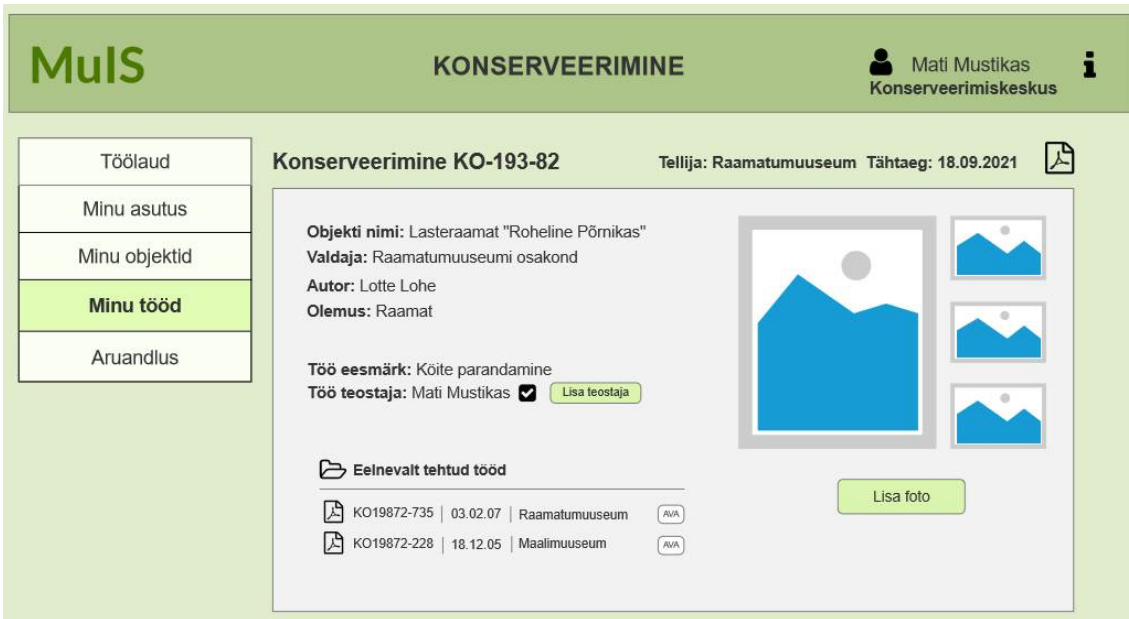 MuIS
KONSERVEERIMINE
Mati Mustikas
Konserveerimiskeskus
Töölaud
Minu asutus
Minu objektid
Minu tööd
Aruandlus
Konserveerimine KO-193-82
Tellija: Raamatumuuseum Tähtaeg: 18.09.2021
Objekti nimi: Lasteraamat "Roheline Põrnikas"
Valdaja: Raamatumuuseumi osakond
Autor: Lotte Lohe
Olemus: Raamat
Töö eesmärk: Köite parandamine
Töö teostaja: Mati Mustikas Lisa teostaja
Eelnevalt tehtud tööd
KO19872-735 | 03.02.07 | Raamatumuuseum AVA
KO19872-228 | 18.12.05 | Maalimuuseum AVA
Lisa foto